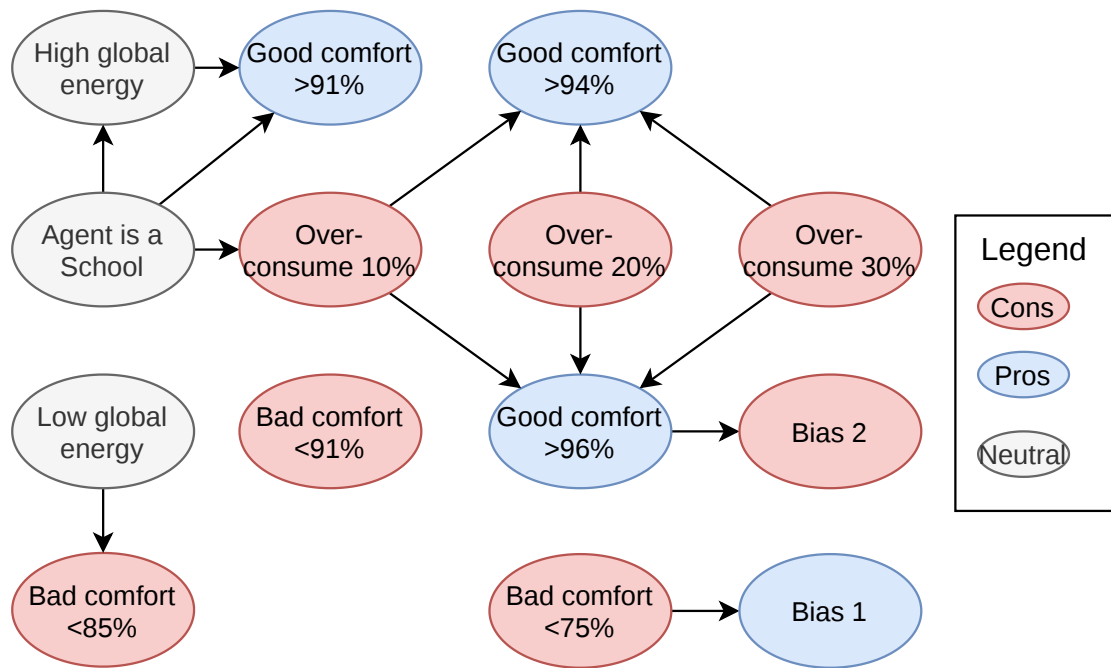 High global
energy
Good comfort
>91%
Good comfort
>94%
Agent is a
School
Over-
consume 10%
Over-
consume 20%
Over-
consume 30%
Legend
Cons
Pros
Neutral
Low global
energy
Bad comfort
<91%
Good comfort
>96%
Bias 2
Bad comfort
<85%
Bad comfort
<75%
Bias 1